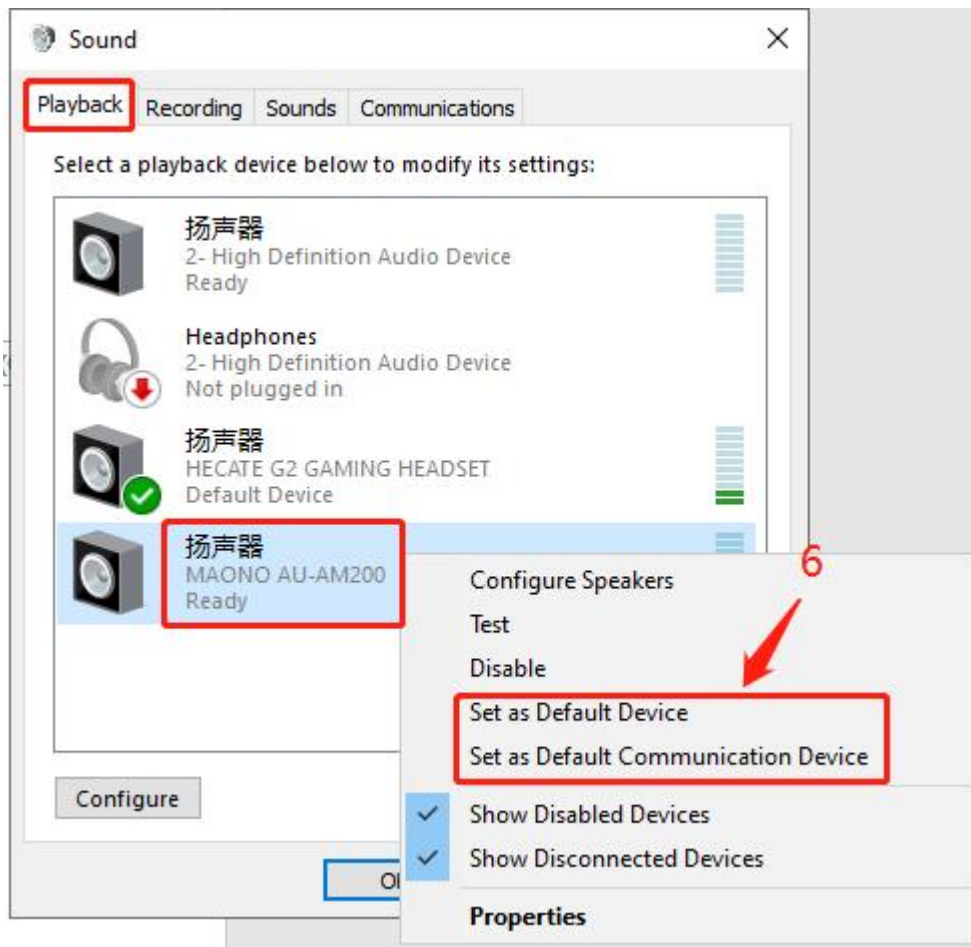 Sound
Playback Recording Sounds Communications
Select a playback device below to modify its settings:
扬声器
2- High Definition Audio Device
Ready
Headphones
2- High Definition Audio Device
Not plugged in
扬声器
HECATE G2 GAMING HEADSET
Default Device
扬声器
MAONO AU-AM200
Ready
6
Configure Speakers
Test
Disable
Set as Default Device
Set as Default Communication Device
Show Disabled Devices
Show Disconnected Devices
Properties
Configure